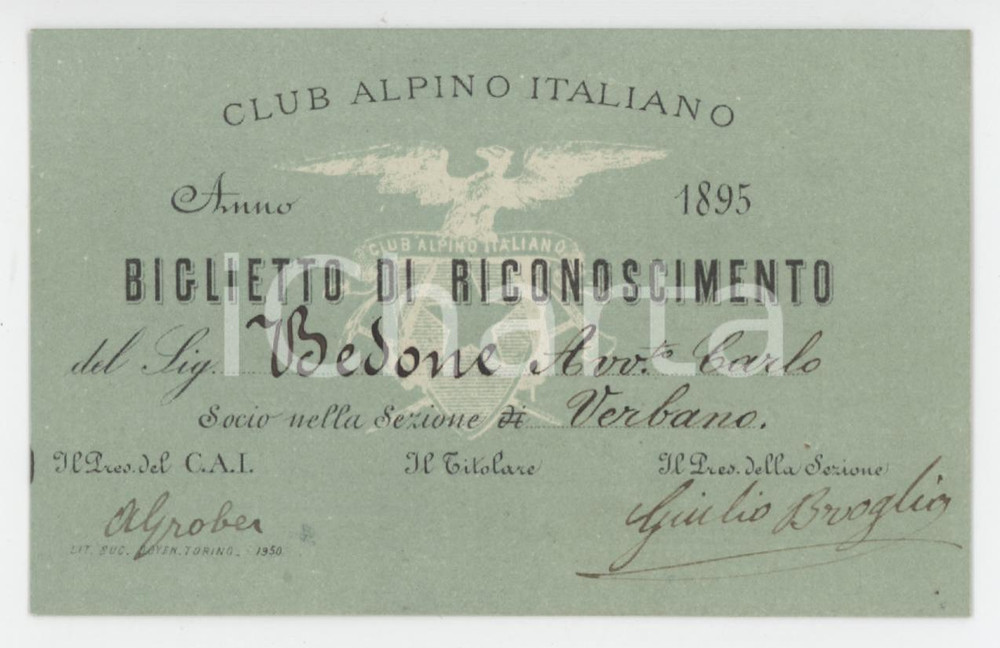 CLUB ALPINO ITALIANO
Anno 1895
CLUB ALPINO ITALIANO
BIGLIETTO DI RICONOSCIMENTO
ICharta
del Sig. Bedone Avv.to Carlo
Socio nella Sezione di Verbano.
Il Pres. del C.A.I. Il Titolare Il Pres. della Sezione
AGrober Giulio Broglio
LIT. SUC. DOYEN. TORINO. 1950